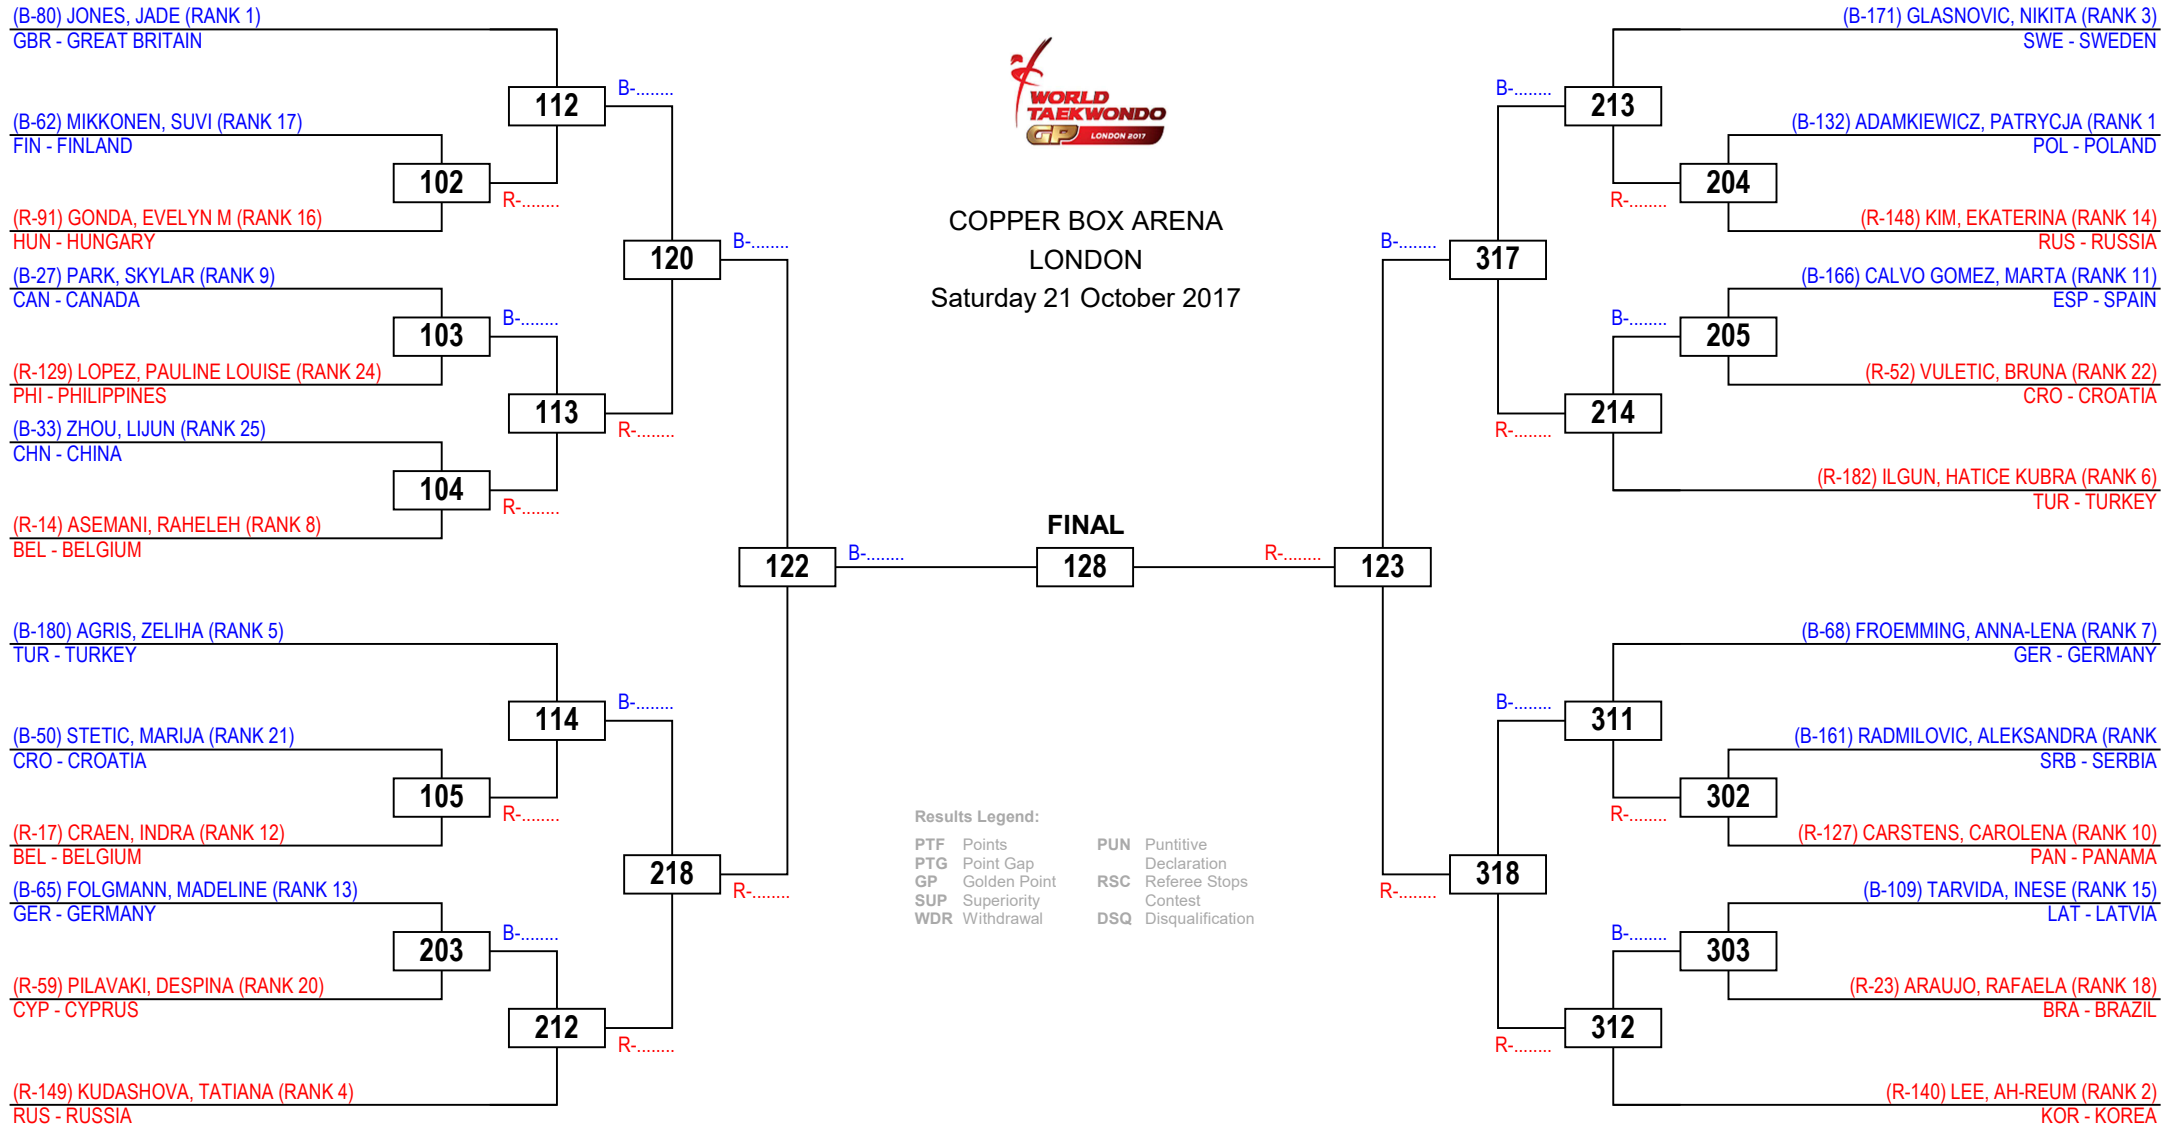 (B-80) JONES, JADE (RANK 1)
GBR - GREAT BRITAIN
112
B-........
(B-62) MIKKONEN, SUVI (RANK 17)
FIN - FINLAND
102
R-........
(R-91) GONDA, EVELYN M (RANK 16)
HUN - HUNGARY
120
B-........
(B-27) PARK, SKYLAR (RANK 9)
CAN - CANADA
103
B-........
(R-129) LOPEZ, PAULINE LOUISE (RANK 24)
PHI - PHILIPPINES
113
R-........
(B-33) ZHOU, LIJUN (RANK 25)
CHN - CHINA
104
R-........
(R-14) ASEMANI, RAHELEH (RANK 8)
BEL - BELGIUM
122
B-........
(B-180) AGRIS, ZELIHA (RANK 5)
TUR - TURKEY
114
B-........
(B-50) STETIC, MARIJA (RANK 21)
CRO - CROATIA
105
R-........
(R-17) CRAEN, INDRA (RANK 12)
BEL - BELGIUM
218
R-........
(B-65) FOLGMANN, MADELINE (RANK 13)
GER - GERMANY
203
B-........
(R-59) PILAVAKI, DESPINA (RANK 20)
CYP - CYPRUS
212
R-........
(R-149) KUDASHOVA, TATIANA (RANK 4)
RUS - RUSSIA
WORLD
TAEKWONDO
GP LONDON 2017
COPPER BOX ARENA
LONDON
Saturday 21 October 2017
FINAL
128
Results Legend:
PTF Points
PTG Point Gap
GP Golden Point
SUP Superiority
WDR Withdrawal
PUN Puntitive
Declaration
RSC Referee Stops
Contest
DSQ Disqualification
(B-171) GLASNOVIC, NIKITA (RANK 3)
SWE - SWEDEN
B-........
213
(B-132) ADAMKIEWICZ, PATRYCJA (RANK 1
POL - POLAND
204
R-........
(R-148) KIM, EKATERINA (RANK 14)
RUS - RUSSIA
B-........
317
(B-166) CALVO GOMEZ, MARTA (RANK 11)
ESP - SPAIN
B-........
205
(R-52) VULETIC, BRUNA (RANK 22)
CRO - CROATIA
214
R-........
(R-182) ILGUN, HATICE KUBRA (RANK 6)
TUR - TURKEY
R-........
123
(B-68) FROEMMING, ANNA-LENA (RANK 7)
GER - GERMANY
B-........
311
(B-161) RADMILOVIC, ALEKSANDRA (RANK
SRB - SERBIA
302
R-........
(R-127) CARSTENS, CAROLENA (RANK 10)
PAN - PANAMA
318
R-........
(B-109) TARVIDA, INESE (RANK 15)
LAT - LATVIA
B-........
303
(R-23) ARAUJO, RAFAELA (RANK 18)
BRA - BRAZIL
312
R-........
(R-140) LEE, AH-REUM (RANK 2)
KOR - KOREA